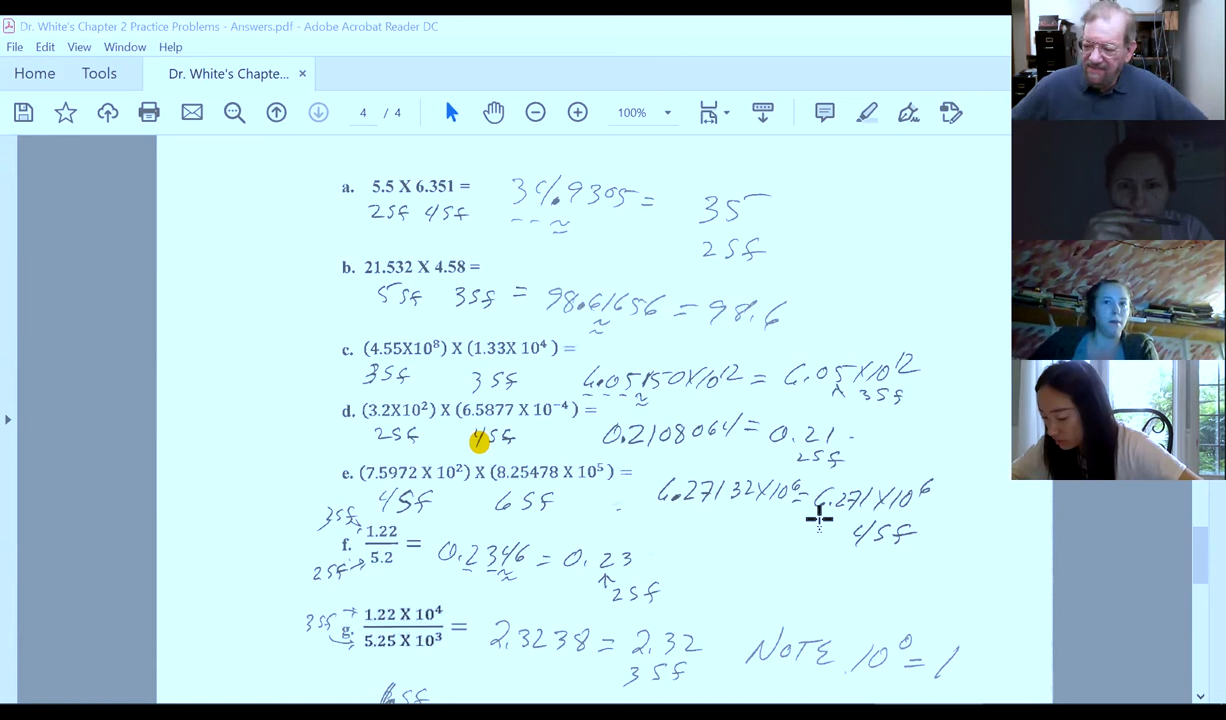 Dr. White's Chapter 2 Practice Problems - Answers.pdf - Adobe Acrobat Reader DC
File Edit View Window Help
Home Tools Dr. White's Chapte... ×
4 / 4 100%
a. 5.5 X 6.351 = 34.9305 = 35
2sf 4sf 2sf
b. 21.532 X 4.58 =
5sf 3sf = 98.61656 = 98.6
c. (4.55X10⁸) X (1.33X 10⁴ ) =
3sf 3sf 6.05150X10¹² = 6.05X10¹²
3sf
d. (3.2X10²) X (6.5877 X 10⁻⁴ ) =
2sf 4sf 0.2108064 = 0.21
2sf
e. (7.5972 X 10²) X (8.25478 X 10⁵ ) =
4sf 6sf 6.27132X10⁶ = 6.271X10⁶
4sf
3sf
f. 1.22 / 5.2 = 0.2346 = 0.23
2sf 2sf
3sf g. 1.22 X 10⁴ / 5.25 X 10³ = 2.3238 = 2.32 NOTE 10⁰ = 1
3sf